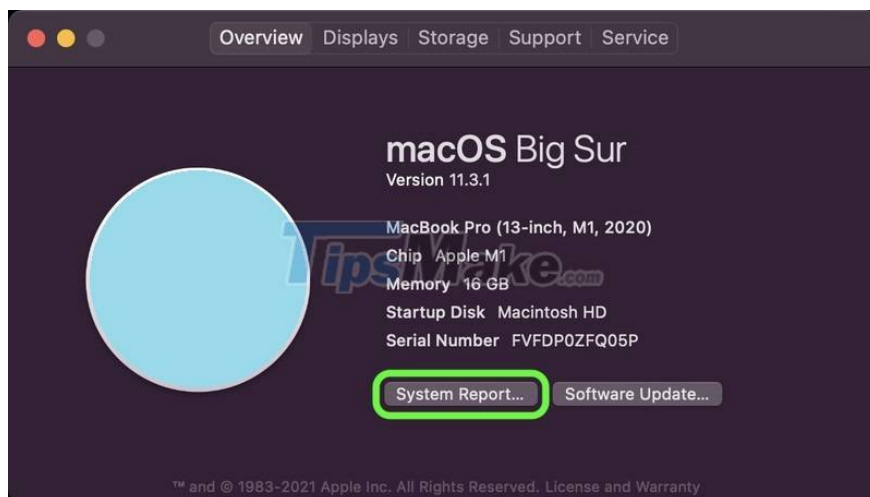 Overview Displays Storage Support Service
macOS Big Sur
Version 11.3.1
MacBook Pro (13-inch, M1, 2020)
Chip Apple M1
TipsMake.com
Memory 16 GB
Startup Disk Macintosh HD
Serial Number FVFDP0ZFQ05P
System Report... Software Update...
™ and © 1983-2021 Apple Inc. All Rights Reserved. License and Warranty